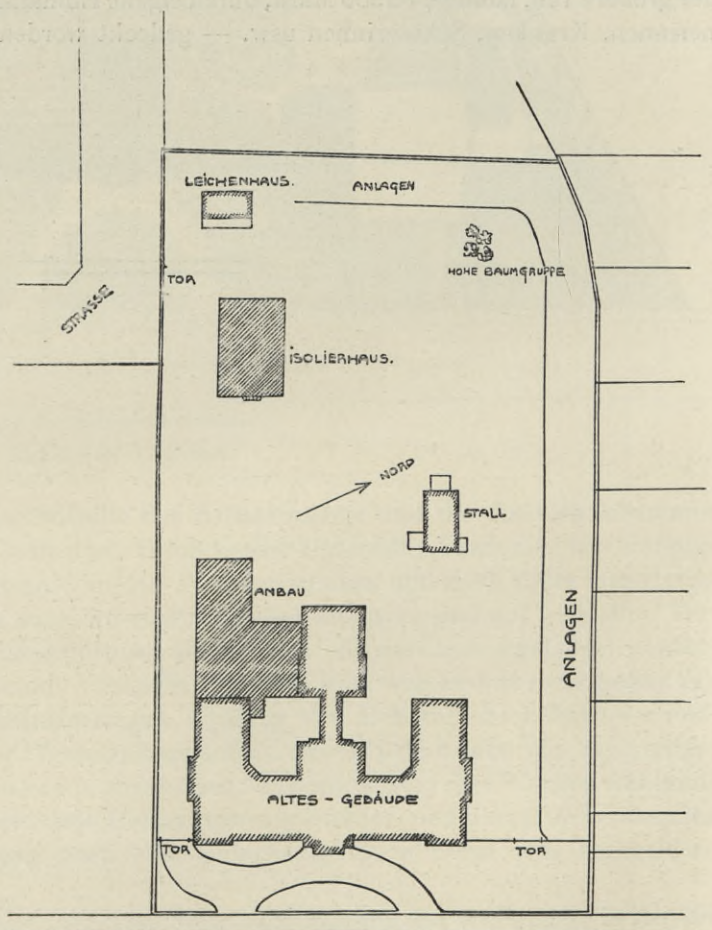 LEICHENHAUS.
ANLAGEN
HOHE BAUMGRUPPE
TOR
STRASSE
ISOLIERHAUS.
NORD
STALL
ANBAU
ANLAGEN
ALTES - GEBÄUDE
TOR
TOR